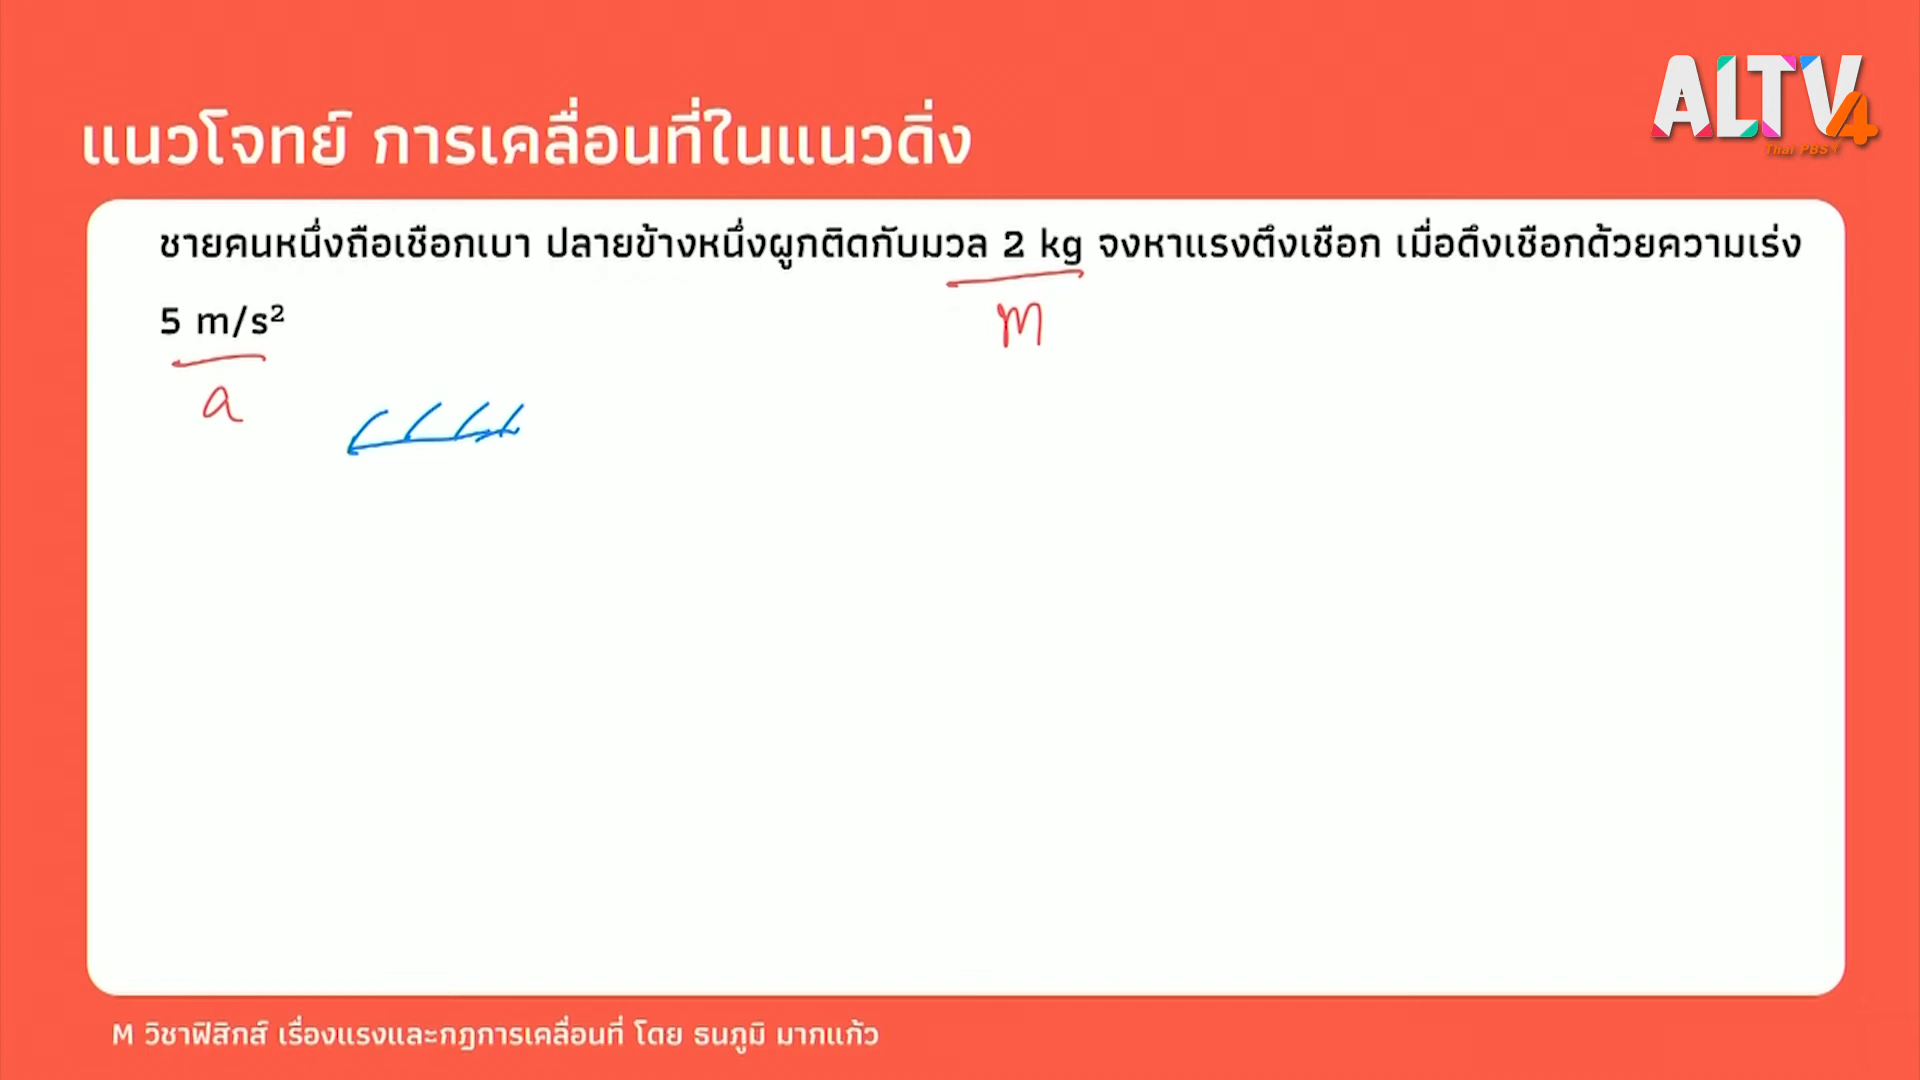 ALTV4
Thai PBS
แนวโจทย์ การเคลื่อนที่ในแนวดิ่ง
ชายคนหนึ่งถือเชือกเบา ปลายข้างหนึ่งผูกติดกับมวล 2 kg จงหาแรงตึงเชือก เมื่อดึงเชือกด้วยความเร่ง
5 m/s²
m
a
M วิชาฟิสิกส์ เรื่องแรงและกฎการเคลื่อนที่ โดย ธนภูมิ มากแก้ว